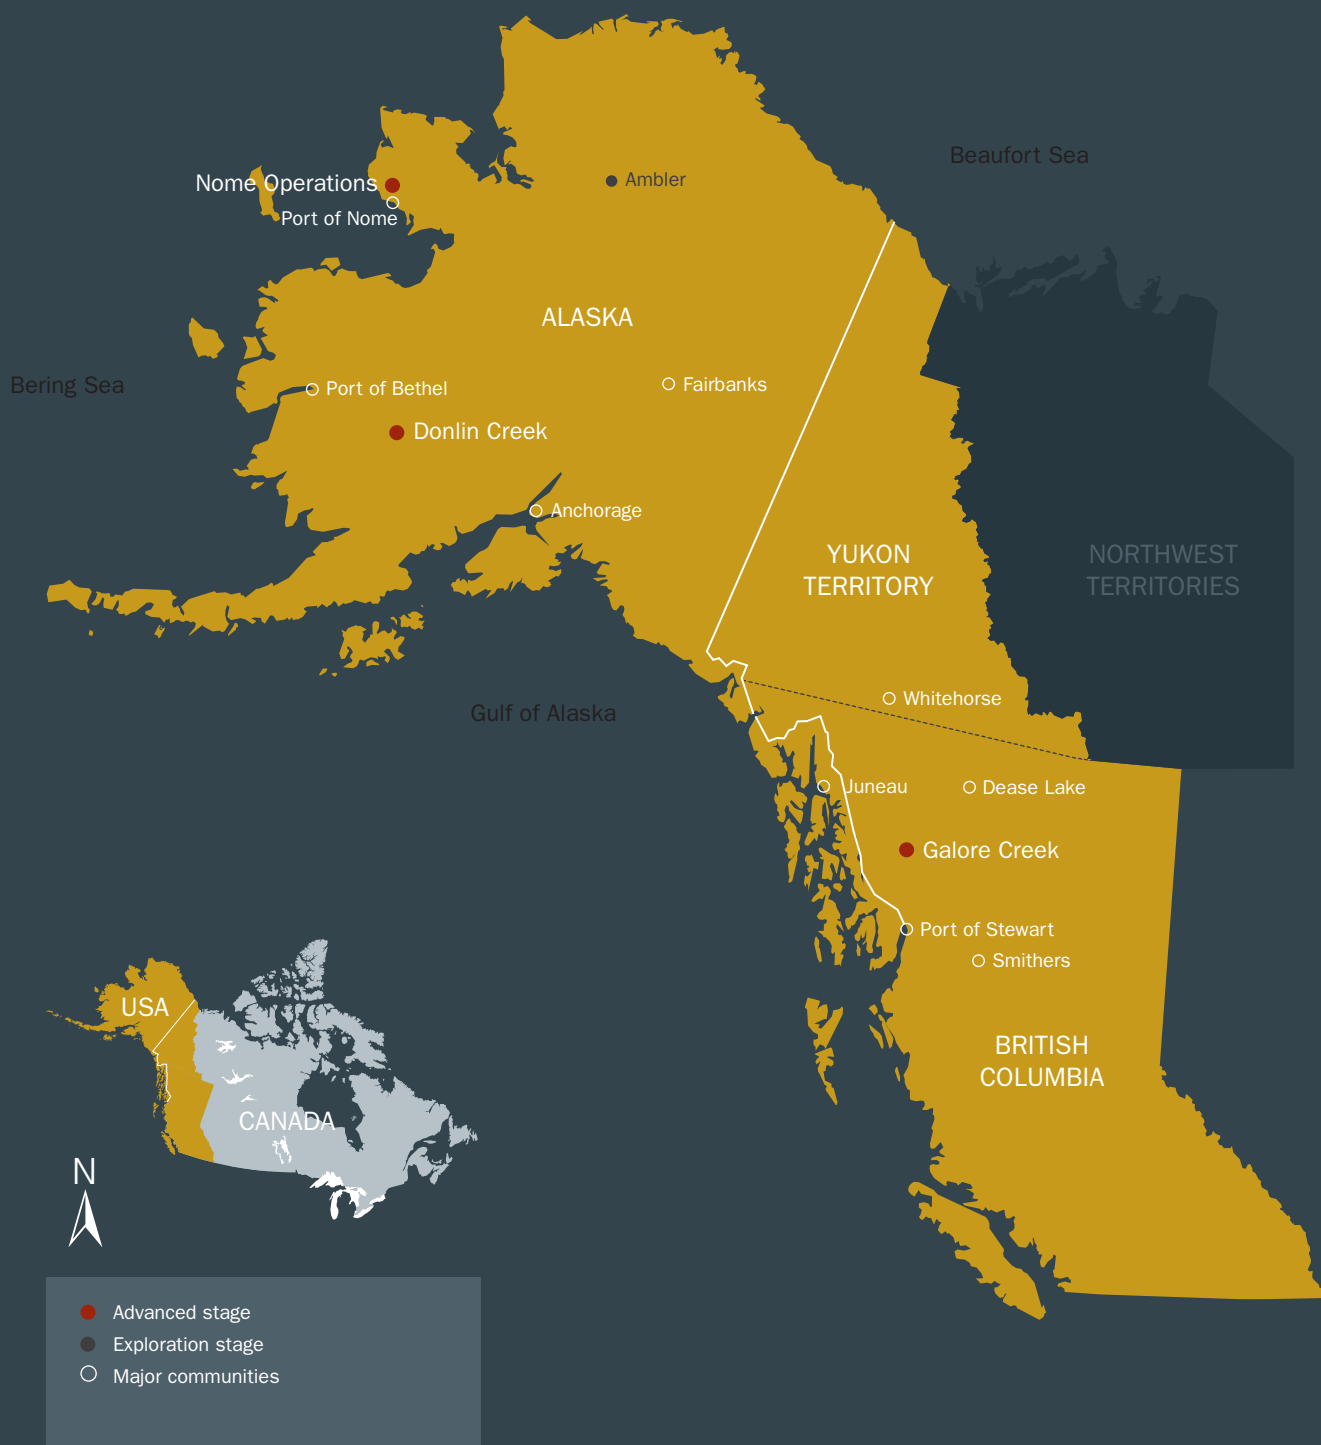 Beaufort Sea
Nome Operations
Ambler
Port of Nome
ALASKA
Bering Sea
Port of Bethel
Fairbanks
Donlin Creek
Anchorage
YUKON
TERRITORY
NORTHWEST
TERRITORIES
Whitehorse
Gulf of Alaska
Juneau
Dease Lake
Galore Creek
Port of Stewart
Smithers
USA
BRITISH
COLUMBIA
CANADA
N
Advanced stage
Exploration stage
Major communities